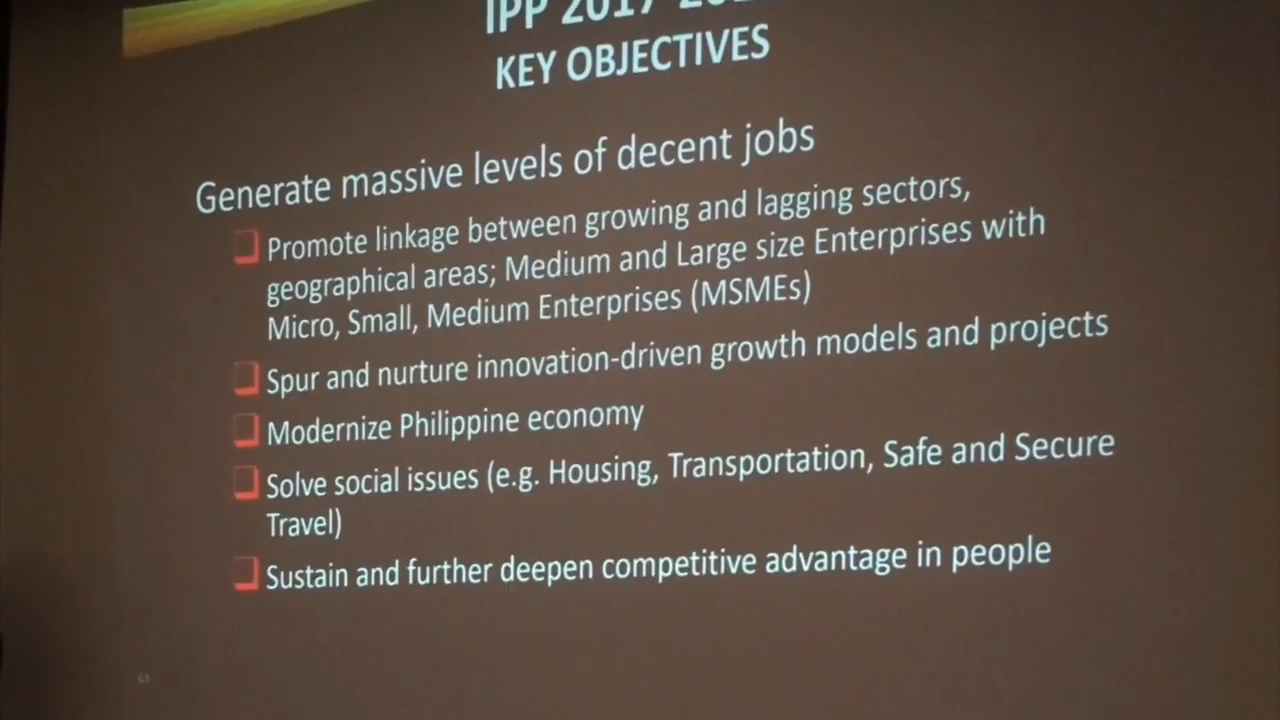 IPP 2017
KEY OBJECTIVES
Generate massive levels of decent jobs
Promote linkage between growing and lagging sectors,
geographical areas; Medium and Large size Enterprises with
Micro, Small, Medium Enterprises (MSMEs)
Spur and nurture innovation-driven growth models and projects
Modernize Philippine economy
Solve social issues (e.g. Housing, Transportation, Safe and Secure
Travel)
Sustain and further deepen competitive advantage in people